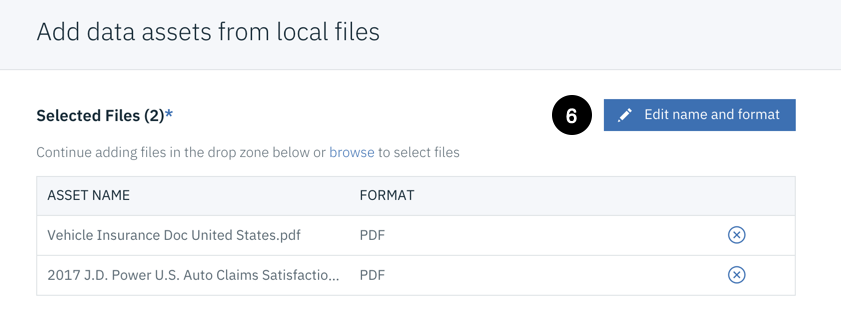 Add data assets from local files
Selected Files (2)*
6
Edit name and format
Continue adding files in the drop zone below or browse to select files
ASSET NAME FORMAT
Vehicle Insurance Doc United States.pdf PDF
2017 J.D. Power U.S. Auto Claims Satisfactio... PDF